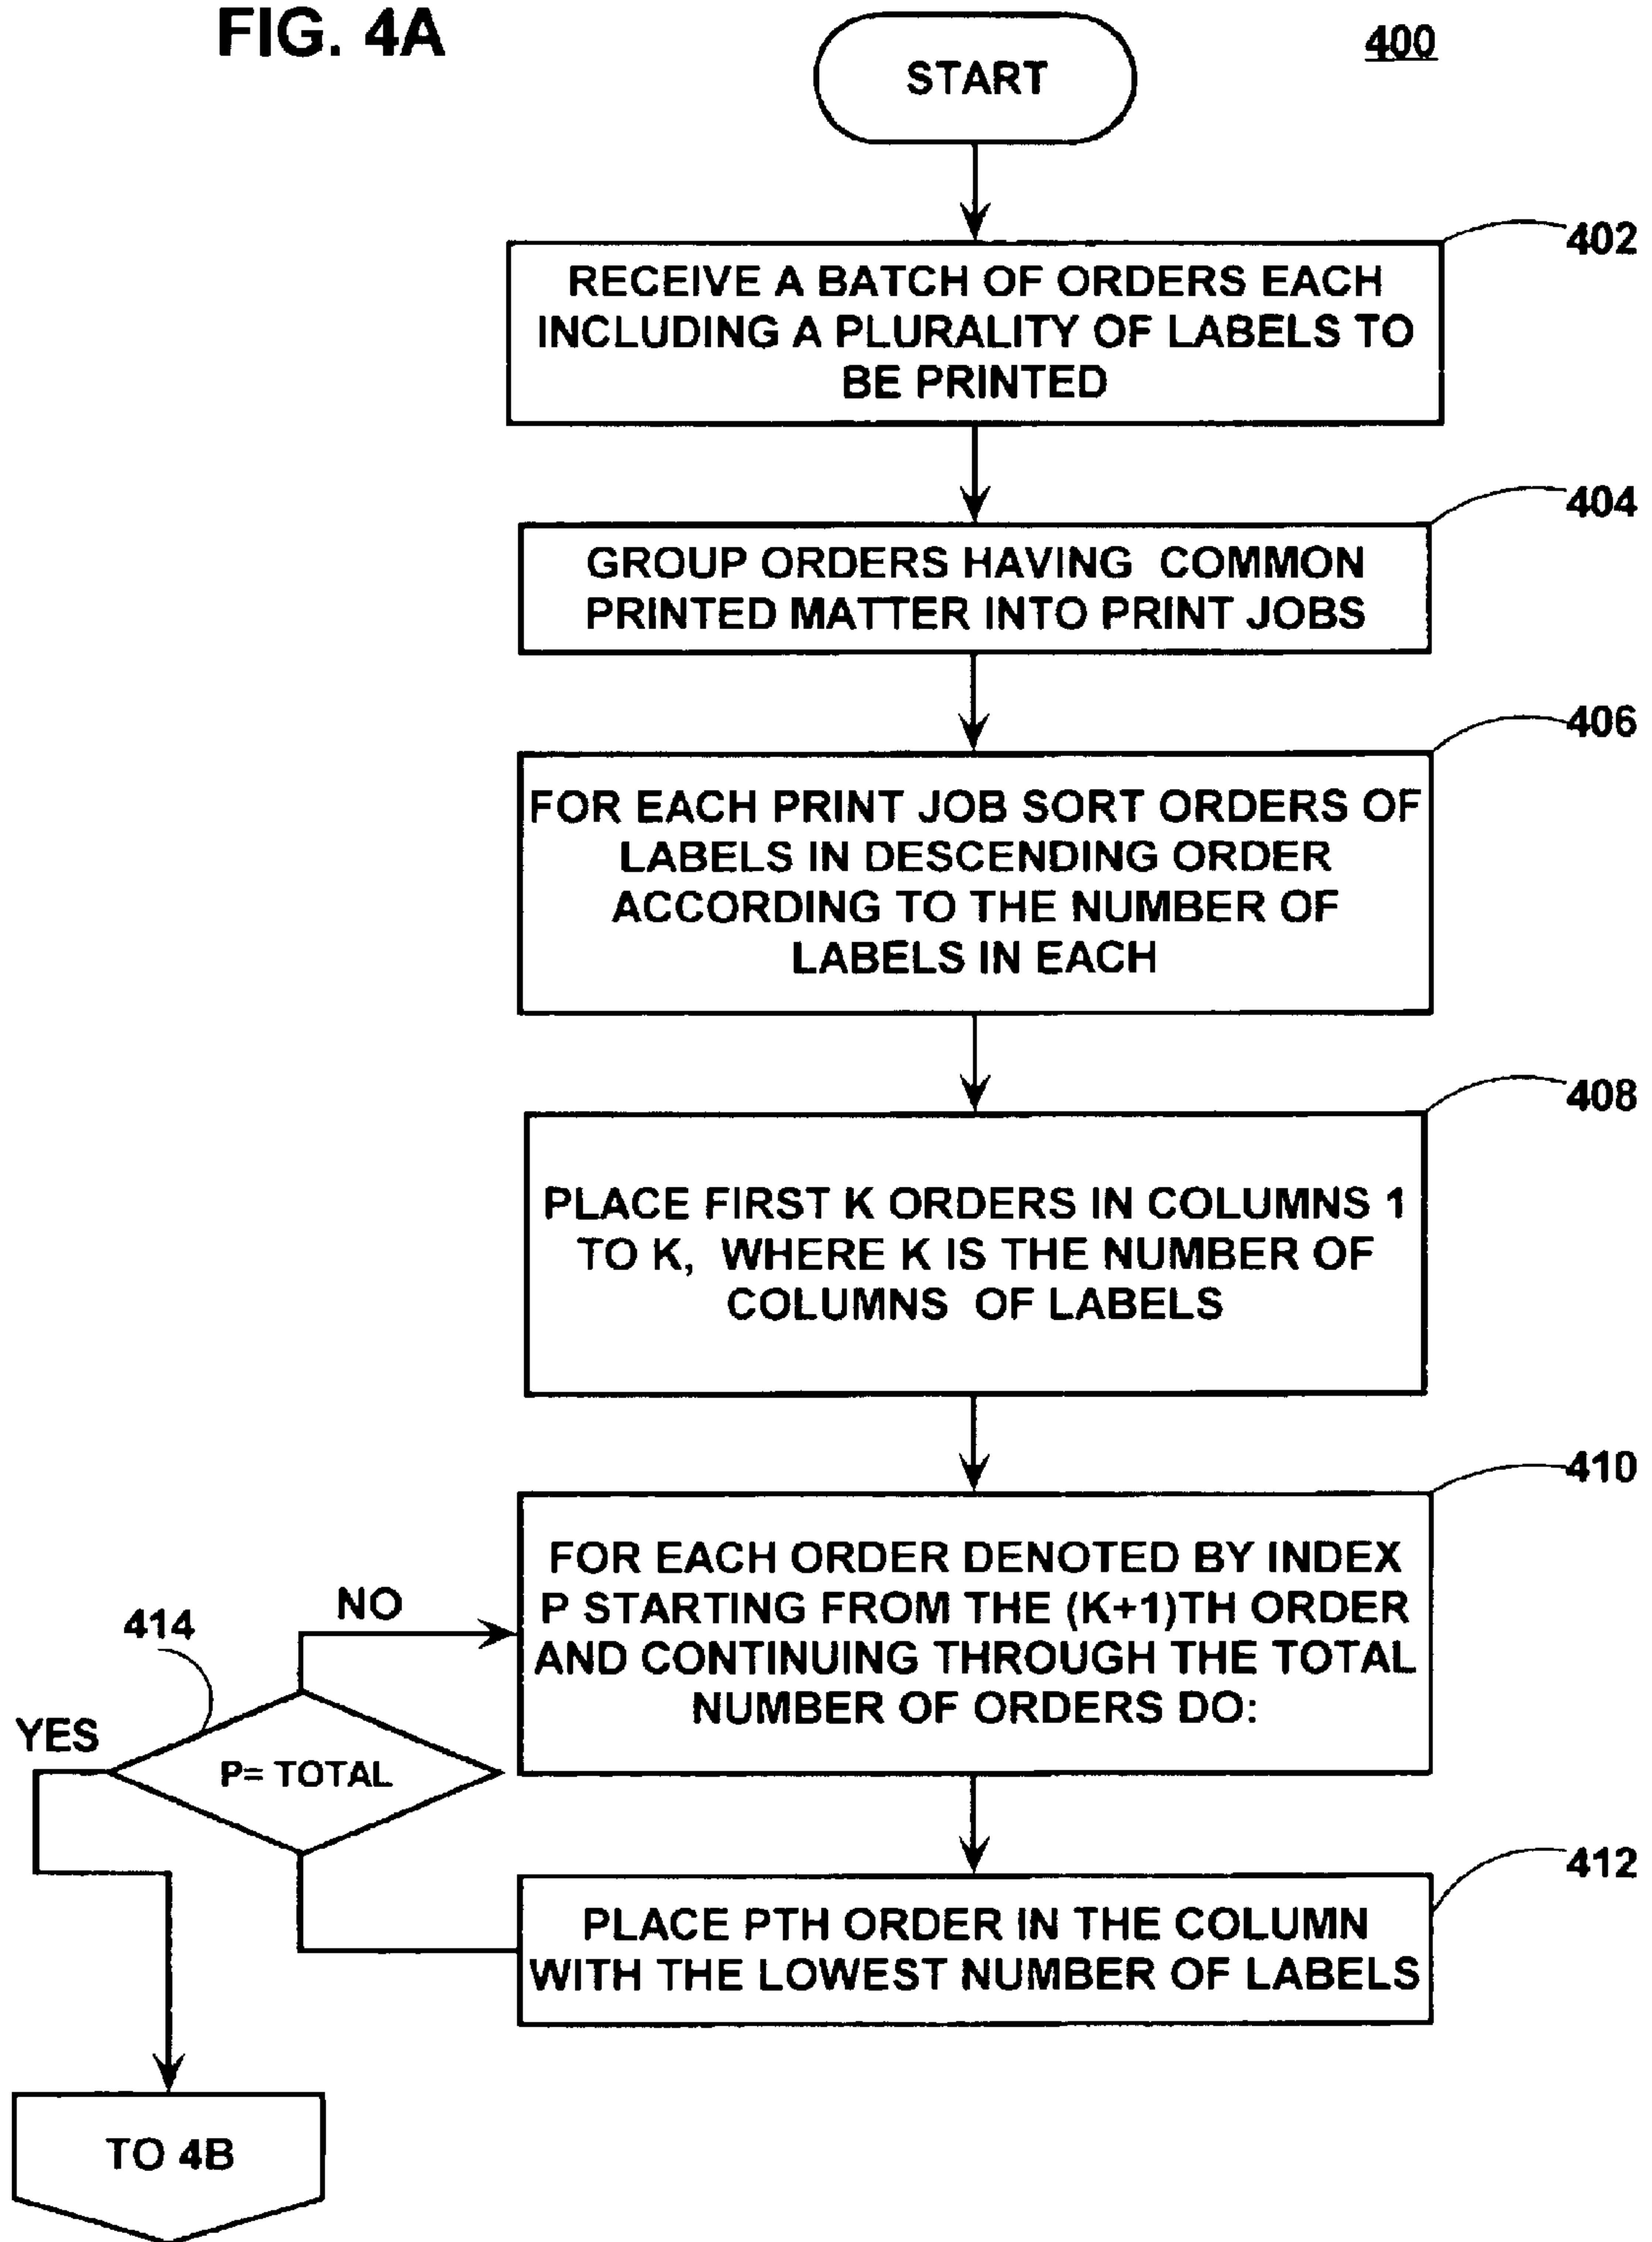 FIG. 4A
400
START
402
RECEIVE A BATCH OF ORDERS EACH
INCLUDING A PLURALITY OF LABELS TO
BE PRINTED
404
GROUP ORDERS HAVING COMMON
PRINTED MATTER INTO PRINT JOBS
406
FOR EACH PRINT JOB SORT ORDERS OF
LABELS IN DESCENDING ORDER
ACCORDING TO THE NUMBER OF
LABELS IN EACH
408
PLACE FIRST K ORDERS IN COLUMNS 1
TO K, WHERE K IS THE NUMBER OF
COLUMNS OF LABELS
410
FOR EACH ORDER DENOTED BY INDEX
P STARTING FROM THE (K+1)TH ORDER
AND CONTINUING THROUGH THE TOTAL
NUMBER OF ORDERS DO:
NO
414
YES
P= TOTAL
412
PLACE PTH ORDER IN THE COLUMN
WITH THE LOWEST NUMBER OF LABELS
TO 4B